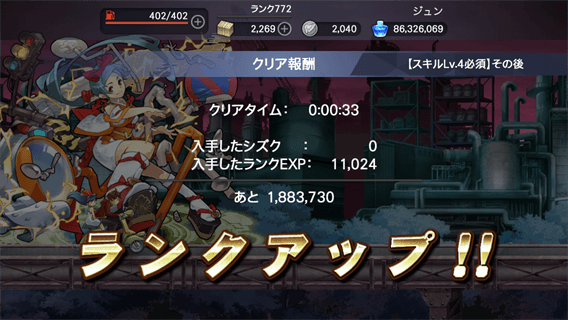 402/402
ランク772
2,269
2,040
ジュン
86,326,069
クリア報酬
【スキルLv.4必須】その後
クリアタイム： 0:00:33
入手したシズク ： 0
入手したランクEXP： 11,024
あと 1,883,730
ランクアップ!!